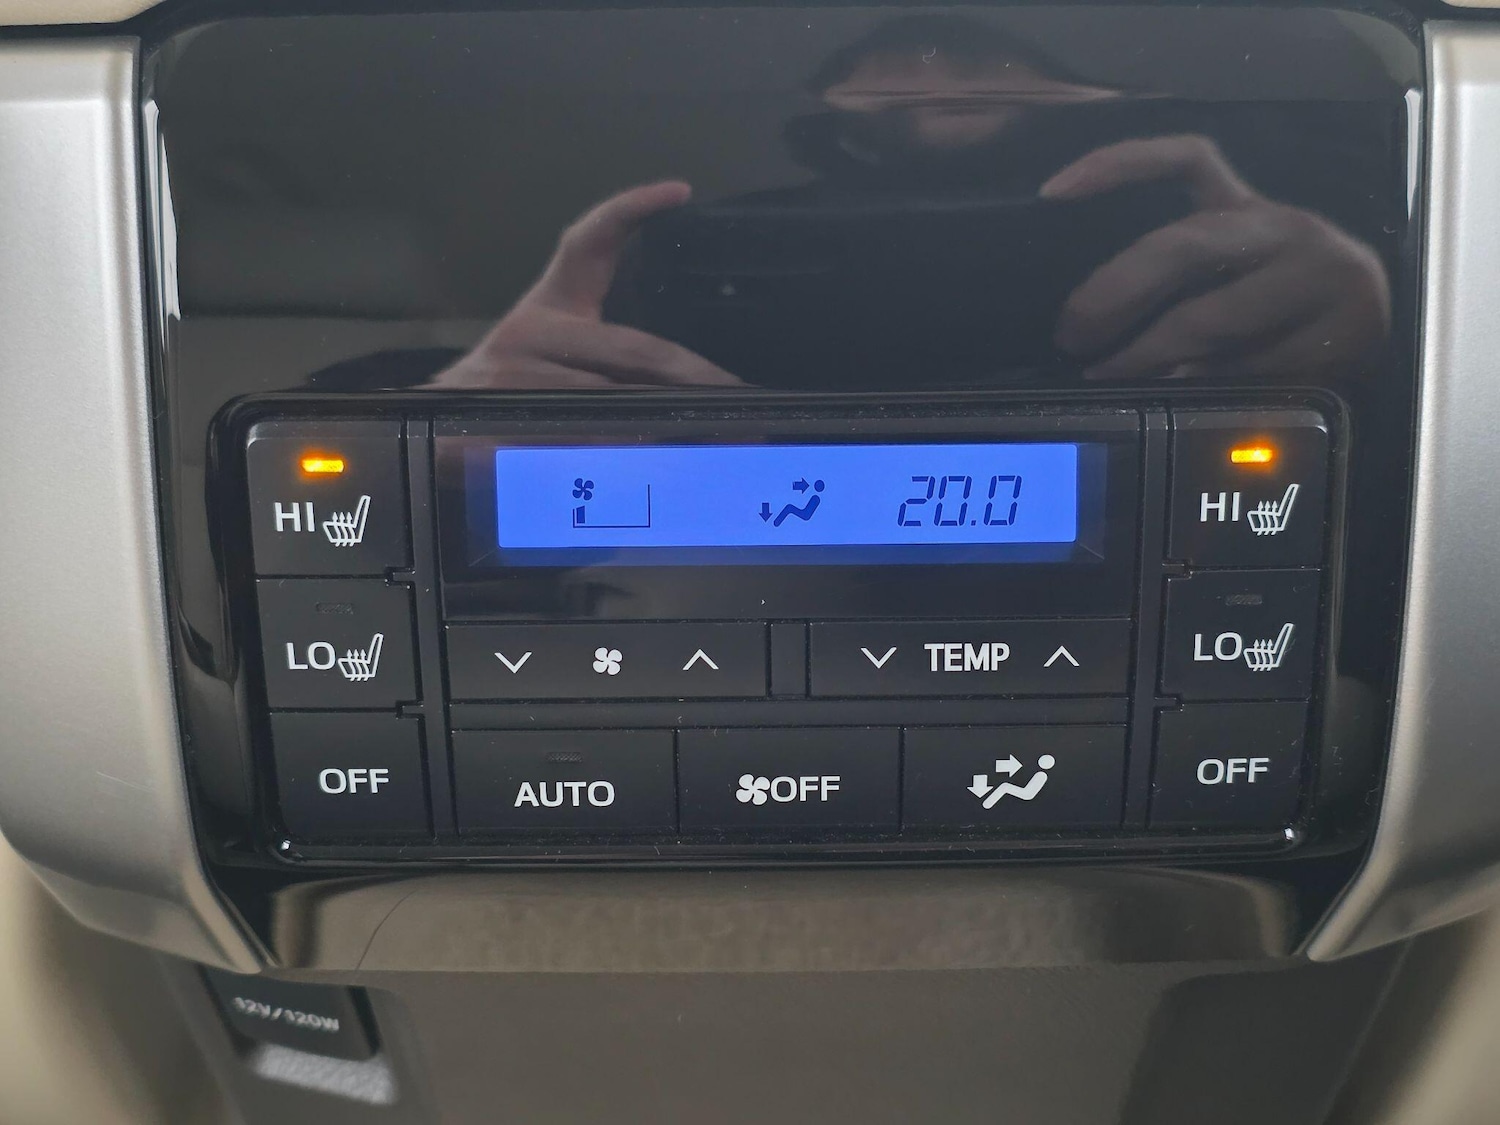 HI
20.0
HI
LO
TEMP
LO
OFF
AUTO
OFF
OFF
12V/120W